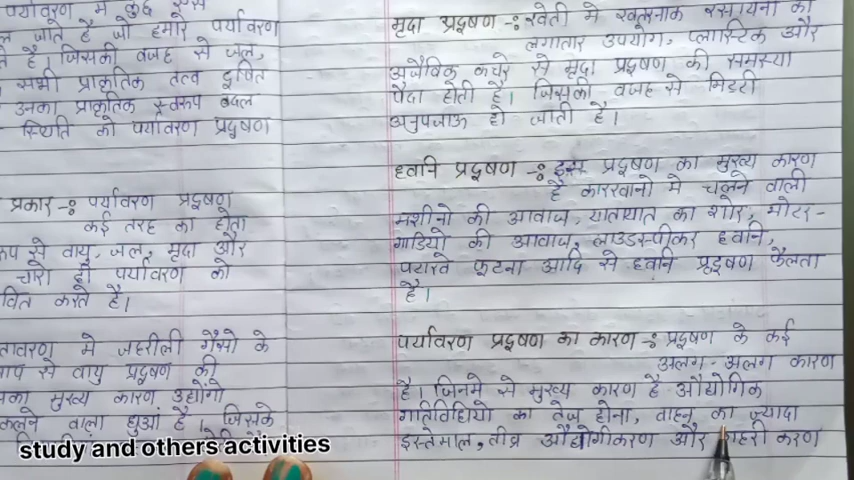 पर्यावरण में कुछ
जाते है जो हमारे पर्यावरण
है। जिसकी वजह से जल,
सभी प्राकृतिक तत्व दूषित
उनका प्राकृतिक स्वरूप बदल
स्थिति को पर्यावरण प्रदूषण
प्रकार -: पर्यावरण प्रदूषण
कई तरह का होता
रूप से वायु, जल, मृदा और
चारो ही पर्यावरण को
वित करते है।
तावरण मे जहरीली गैसो के
से वायु प्रदूषण की
का मुख्य कारण उद्योगो
कलने वाला धुआं है, जिसके
मृदा प्रदूषण -: खेती मे खतरनाक रसायनो का
लगातार उपयोग, प्लास्टिक और
अजैविक कचरे से मृदा प्रदूषण की समस्या
पैदा होती है। जिसकी वजह से मिट्टी
अनुपजाऊ हो जाती है।
ध्वनि प्रदूषण -: इस प्रदूषण का मुख्य कारण
है कारखानो मे चलने वाली
मशीनो की आवाज, यातायात का शोर, मोटर-
गाडियो की आवाज, लाउडस्पीकर ध्वनि,
पटाखे फूटना आदि से ध्वनि प्रदूषण फैलता
है।
पर्यावरण प्रदूषण का कारण -: प्रदूषण के कई
अलग-अलग कारण
है। जिनमे से मुख्य कारण है औद्योगिक
गतिविधियो का तेज होना, वाहन का ज्यादा
इस्तेमाल, तीव्र औद्योगीकरण और शहरी करण
study and others activities